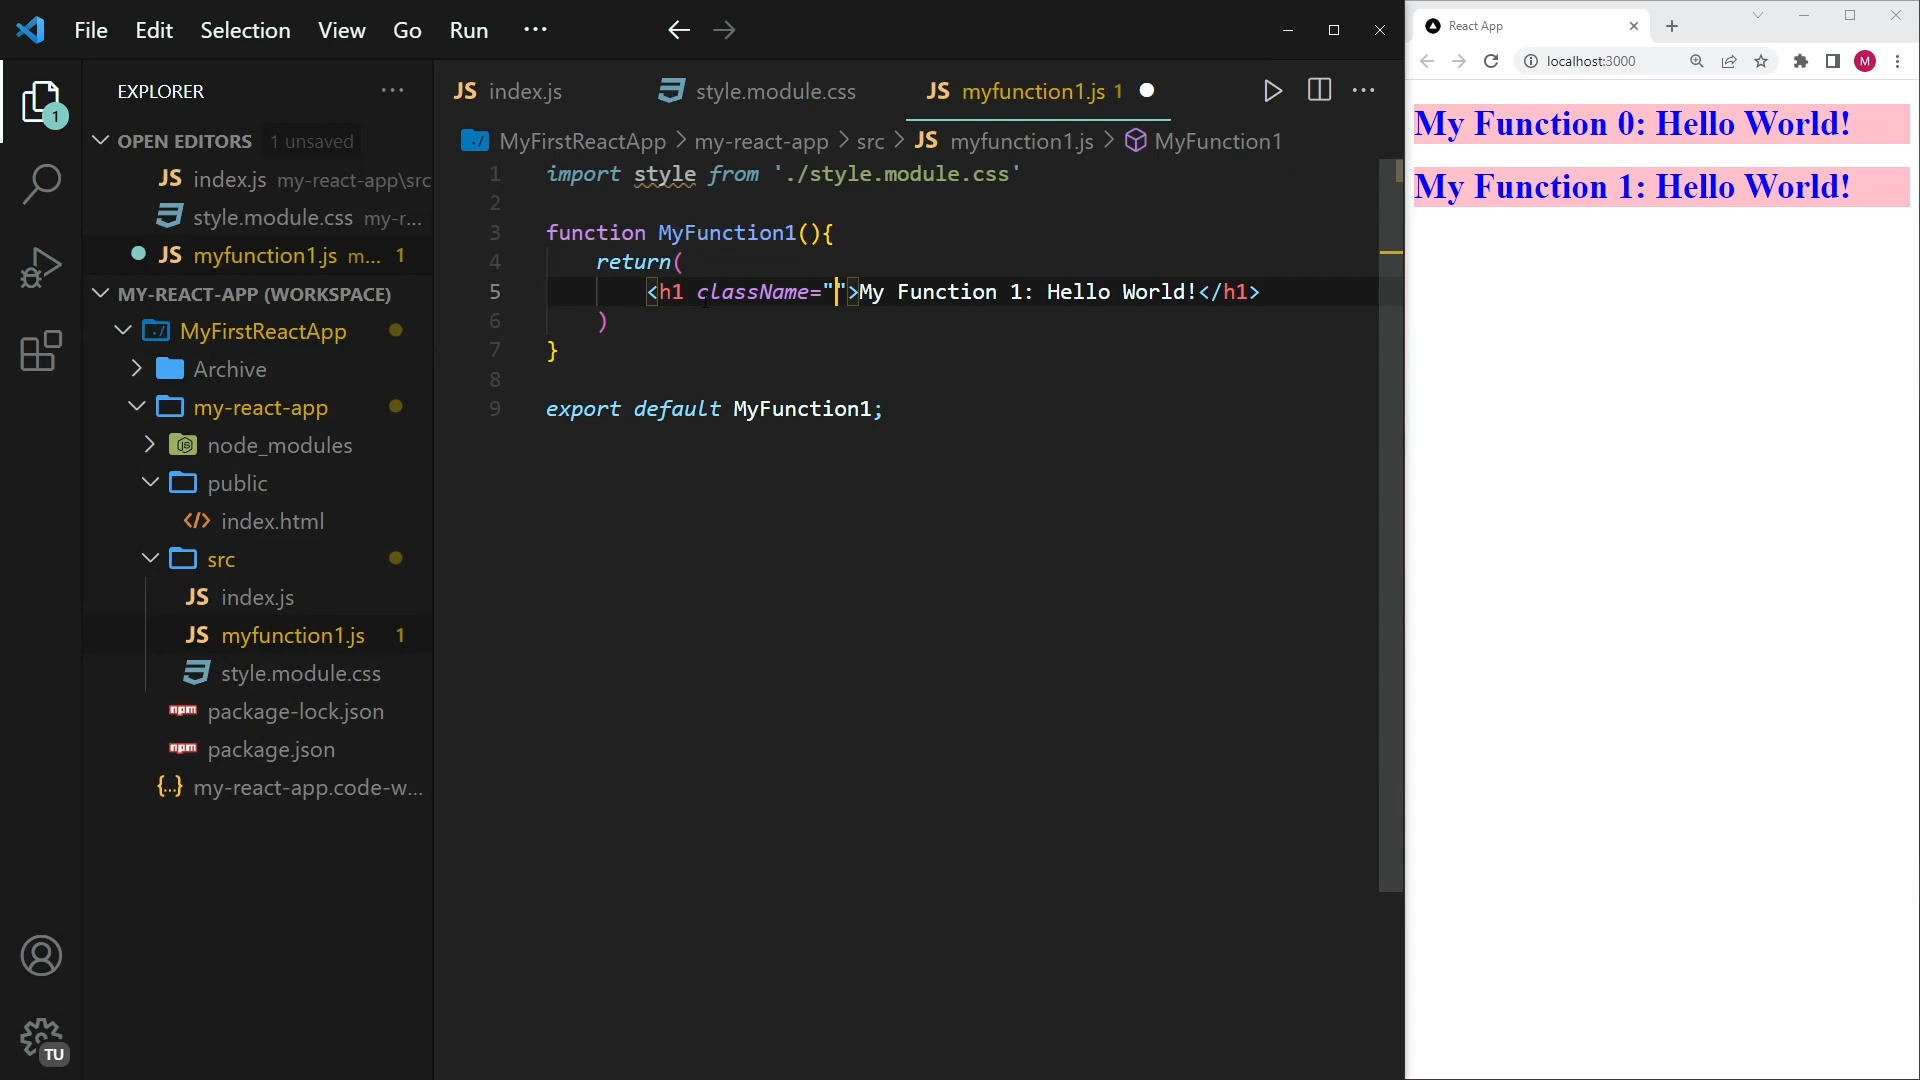 File Edit Selection View Go Run ...
EXPLORER ...
OPEN EDITORS 1 unsaved
JS index.js my-react-app\src
style.module.css my-r...
JS myfunction1.js m... 1
MY-REACT-APP (WORKSPACE)
MyFirstReactApp
Archive
my-react-app
node_modules
public
index.html
src
JS index.js
JS myfunction1.js 1
style.module.css
npm package-lock.json
npm package.json
{..} my-react-app.code-w...
1
TU
JS index.js style.module.css JS myfunction1.js 1
MyFirstReactApp > my-react-app > src > JS myfunction1.js > MyFunction1
1 import style from './style.module.css'
2
3 function MyFunction1(){
4 return(
5 <h1 className="">My Function 1: Hello World!</h1>
6 )
7 }
8
9 export default MyFunction1;
React App
localhost:3000
M
My Function 0: Hello World!
My Function 1: Hello World!